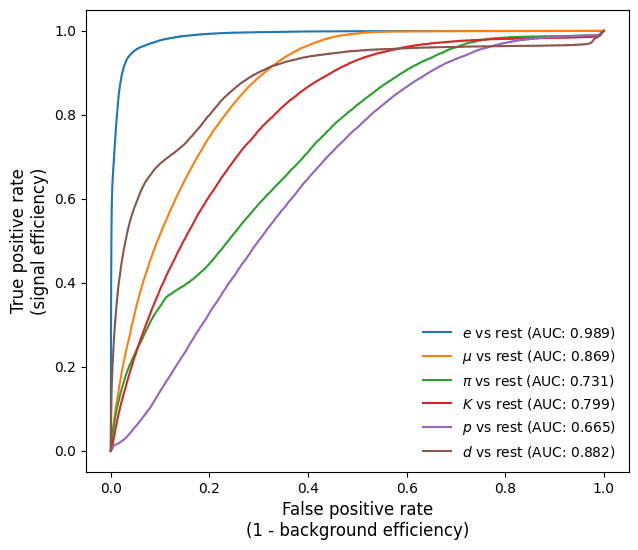 1.0
0.8
0.6
0.4
0.2
0.0
True positive rate
(signal efficiency)
e vs rest (AUC: 0.989)
μ vs rest (AUC: 0.869)
π vs rest (AUC: 0.731)
K vs rest (AUC: 0.799)
p vs rest (AUC: 0.665)
d vs rest (AUC: 0.882)
0.0 0.2 0.4 0.6 0.8 1.0
False positive rate
(1 - background efficiency)